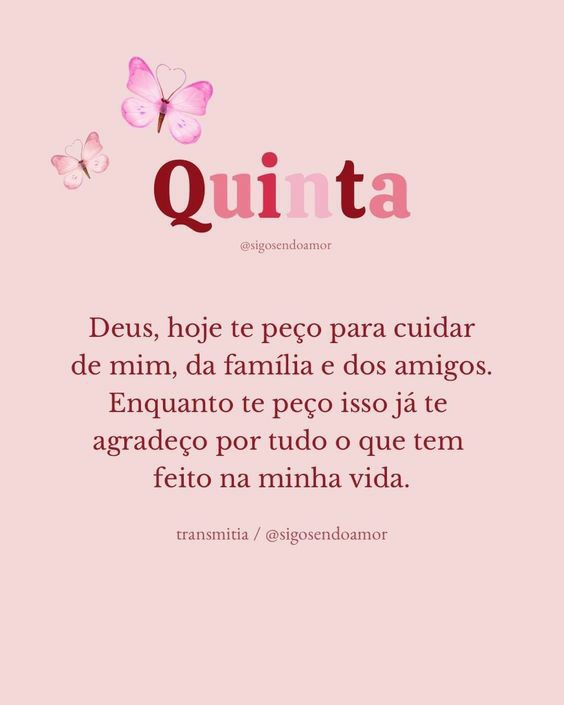 Quinta
@sigosendoamor
Deus, hoje te peço para cuidar
de mim, da família e dos amigos.
Enquanto te peço isso já te
agradeço por tudo o que tem
feito na minha vida.
transmitia / @sigosendoamor